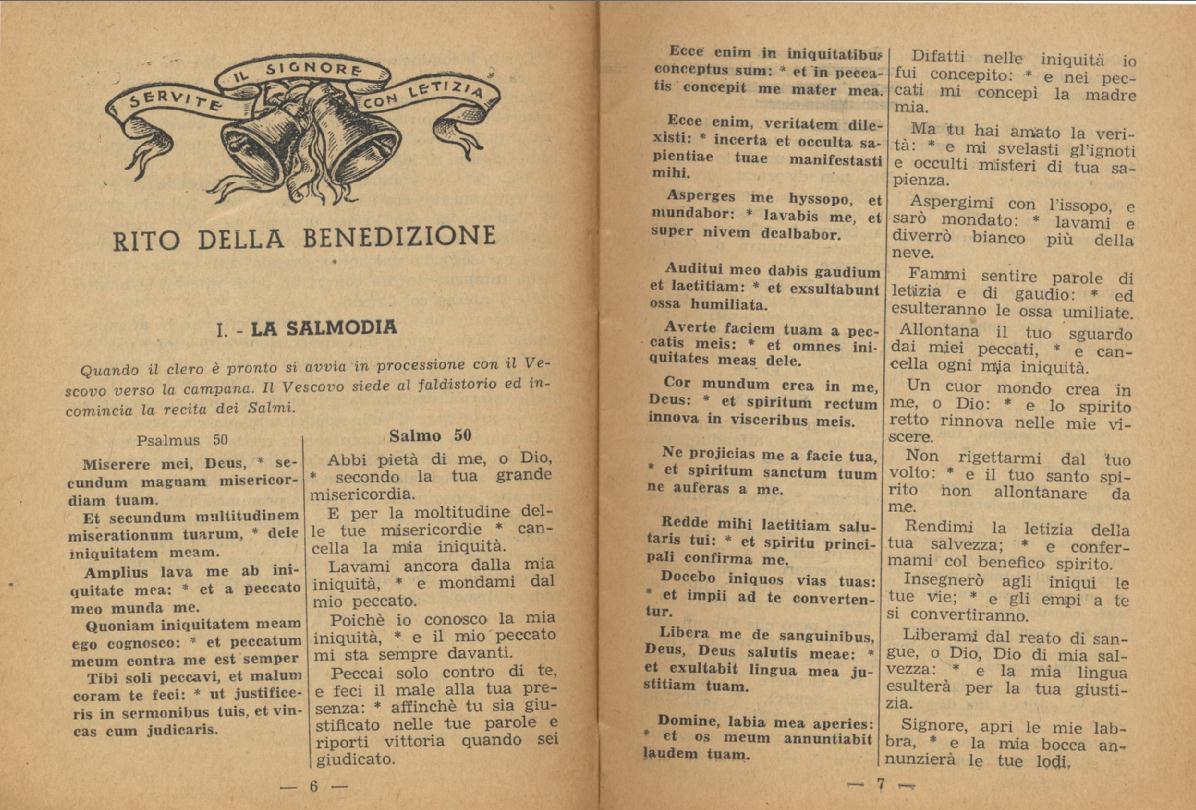 SERVITE IL SIGNORE CON LETIZIA
RITO DELLA BENEDIZIONE
I. - LA SALMODIA
Quando il clero è pronto si avvia in processione con il Ve-
scovo verso la campana. Il Vescovo siede al faldistorio ed in-
comincia la recita dei Salmi.
Psalmus 50
Miserere mei, Deus, * se-
cundum magnam misericor-
diam tuam.
Et secundum multitudinem
miserationum tuarum, * dele
iniquitatem meam.
Amplius lava me ab ini-
quitate mea: * et a peccato
meo munda me.
Quoniam iniquitatem meam
ego cognosco: * et peccatum
meum contra me est semper
Tibi soli peccavi, et malum
coram te feci: * ut justifice-
ris in sermonibus tuis, et vin-
cas cum judicaris.
Salmo 50
Abbi pietà di me, o Dio,
* secondo la tua grande
misericordia.
E per la moltitudine del-
le tue misericordie * can-
cella la mia iniquità.
Lavami ancora dalla mia
iniquità, * e mondami dal
mio peccato.
Poichè io conosco la mia
iniquità, * e il mio peccato
mi sta sempre davanti.
Peccai solo contro di te,
e feci il male alla tua pre-
senza: * affinchè tu sia giu-
stificato nelle tue parole e
riporti vittoria quando sei
giudicato.
— 6 —
Ecce enim in iniquitatibus
conceptus sum: * et in pecca-
tis concepit me mater mea.
Ecce enim, veritatem dile-
xisti: * incerta et occulta sa-
pientiae tuae manifestasti
mihi.
Asperges me hyssopo, et
mundabor: * lavabis me, et
super nivem dealbabor.
Auditui meo dabis gaudium
et laetitiam: * et exsultabunt
ossa humiliata.
Averte faciem tuam a pec-
catis meis: * et omnes ini-
quitates meas dele.
Cor mundum crea in me,
Deus: * et spiritum rectum
innova in visceribus meis.
Ne projicias me a facie tua,
* et spiritum sanctum tuum
ne auferas a me.
Redde mihi laetitiam salu-
taris tui: * et spiritu princi-
pali confirma me.
Docebo iniquos vias tuas:
* et impii ad te converten-
tur.
Libera me de sanguinibus,
Deus, Deus salutis meae: *
et exultabit lingua mea ju-
stitiam tuam.
Domine, labia mea aperies:
* et os meum annuntiabit
laudem tuam.
Difatti nelle iniquità io
fui concepito: * e nei pec-
cati mi concepì la madre
mia.
Ma tu hai amato la veri-
tà: * e mi svelasti gl'ignoti
e occulti misteri di tua sa-
pienza.
Aspergimi con l'issopo, e
sarò mondato: * lavami e
diverrò bianco più della
neve.
Fammi sentire parole di
letizia e di gaudio: * ed
esulteranno le ossa umiliate.
Allontana il tuo sguardo
dai miei peccati, * e can-
cella ogni mia iniquità.
Un cuor mondo crea in
me, o Dio: * e lo spirito
retto rinnova nelle mie vi-
scere.
Non rigettarmi dal tuo
volto: * e il tuo santo spi-
rito non allontanare da
me.
Rendimi la letizia della
tua salvezza; * e confer-
mami col benefico spirito.
Insegnerò agli iniqui le
tue vie; * e gli empi a te
si convertiranno.
Liberami dal reato di san-
gue, o Dio, Dio di mia sal-
vezza: * e la mia lingua
esulterà per la tua giusti-
zia.
Signore, apri le mie lab-
bra, * e la mia bocca an-
nunzierà le tue lodi.
— 7 —